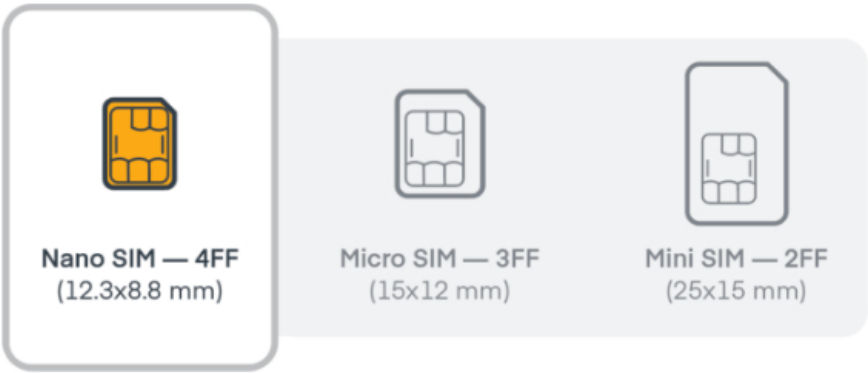 Nano SIM — 4FF
(12.3x8.8 mm)
Micro SIM — 3FF
(15x12 mm)
Mini SIM — 2FF
(25x15 mm)